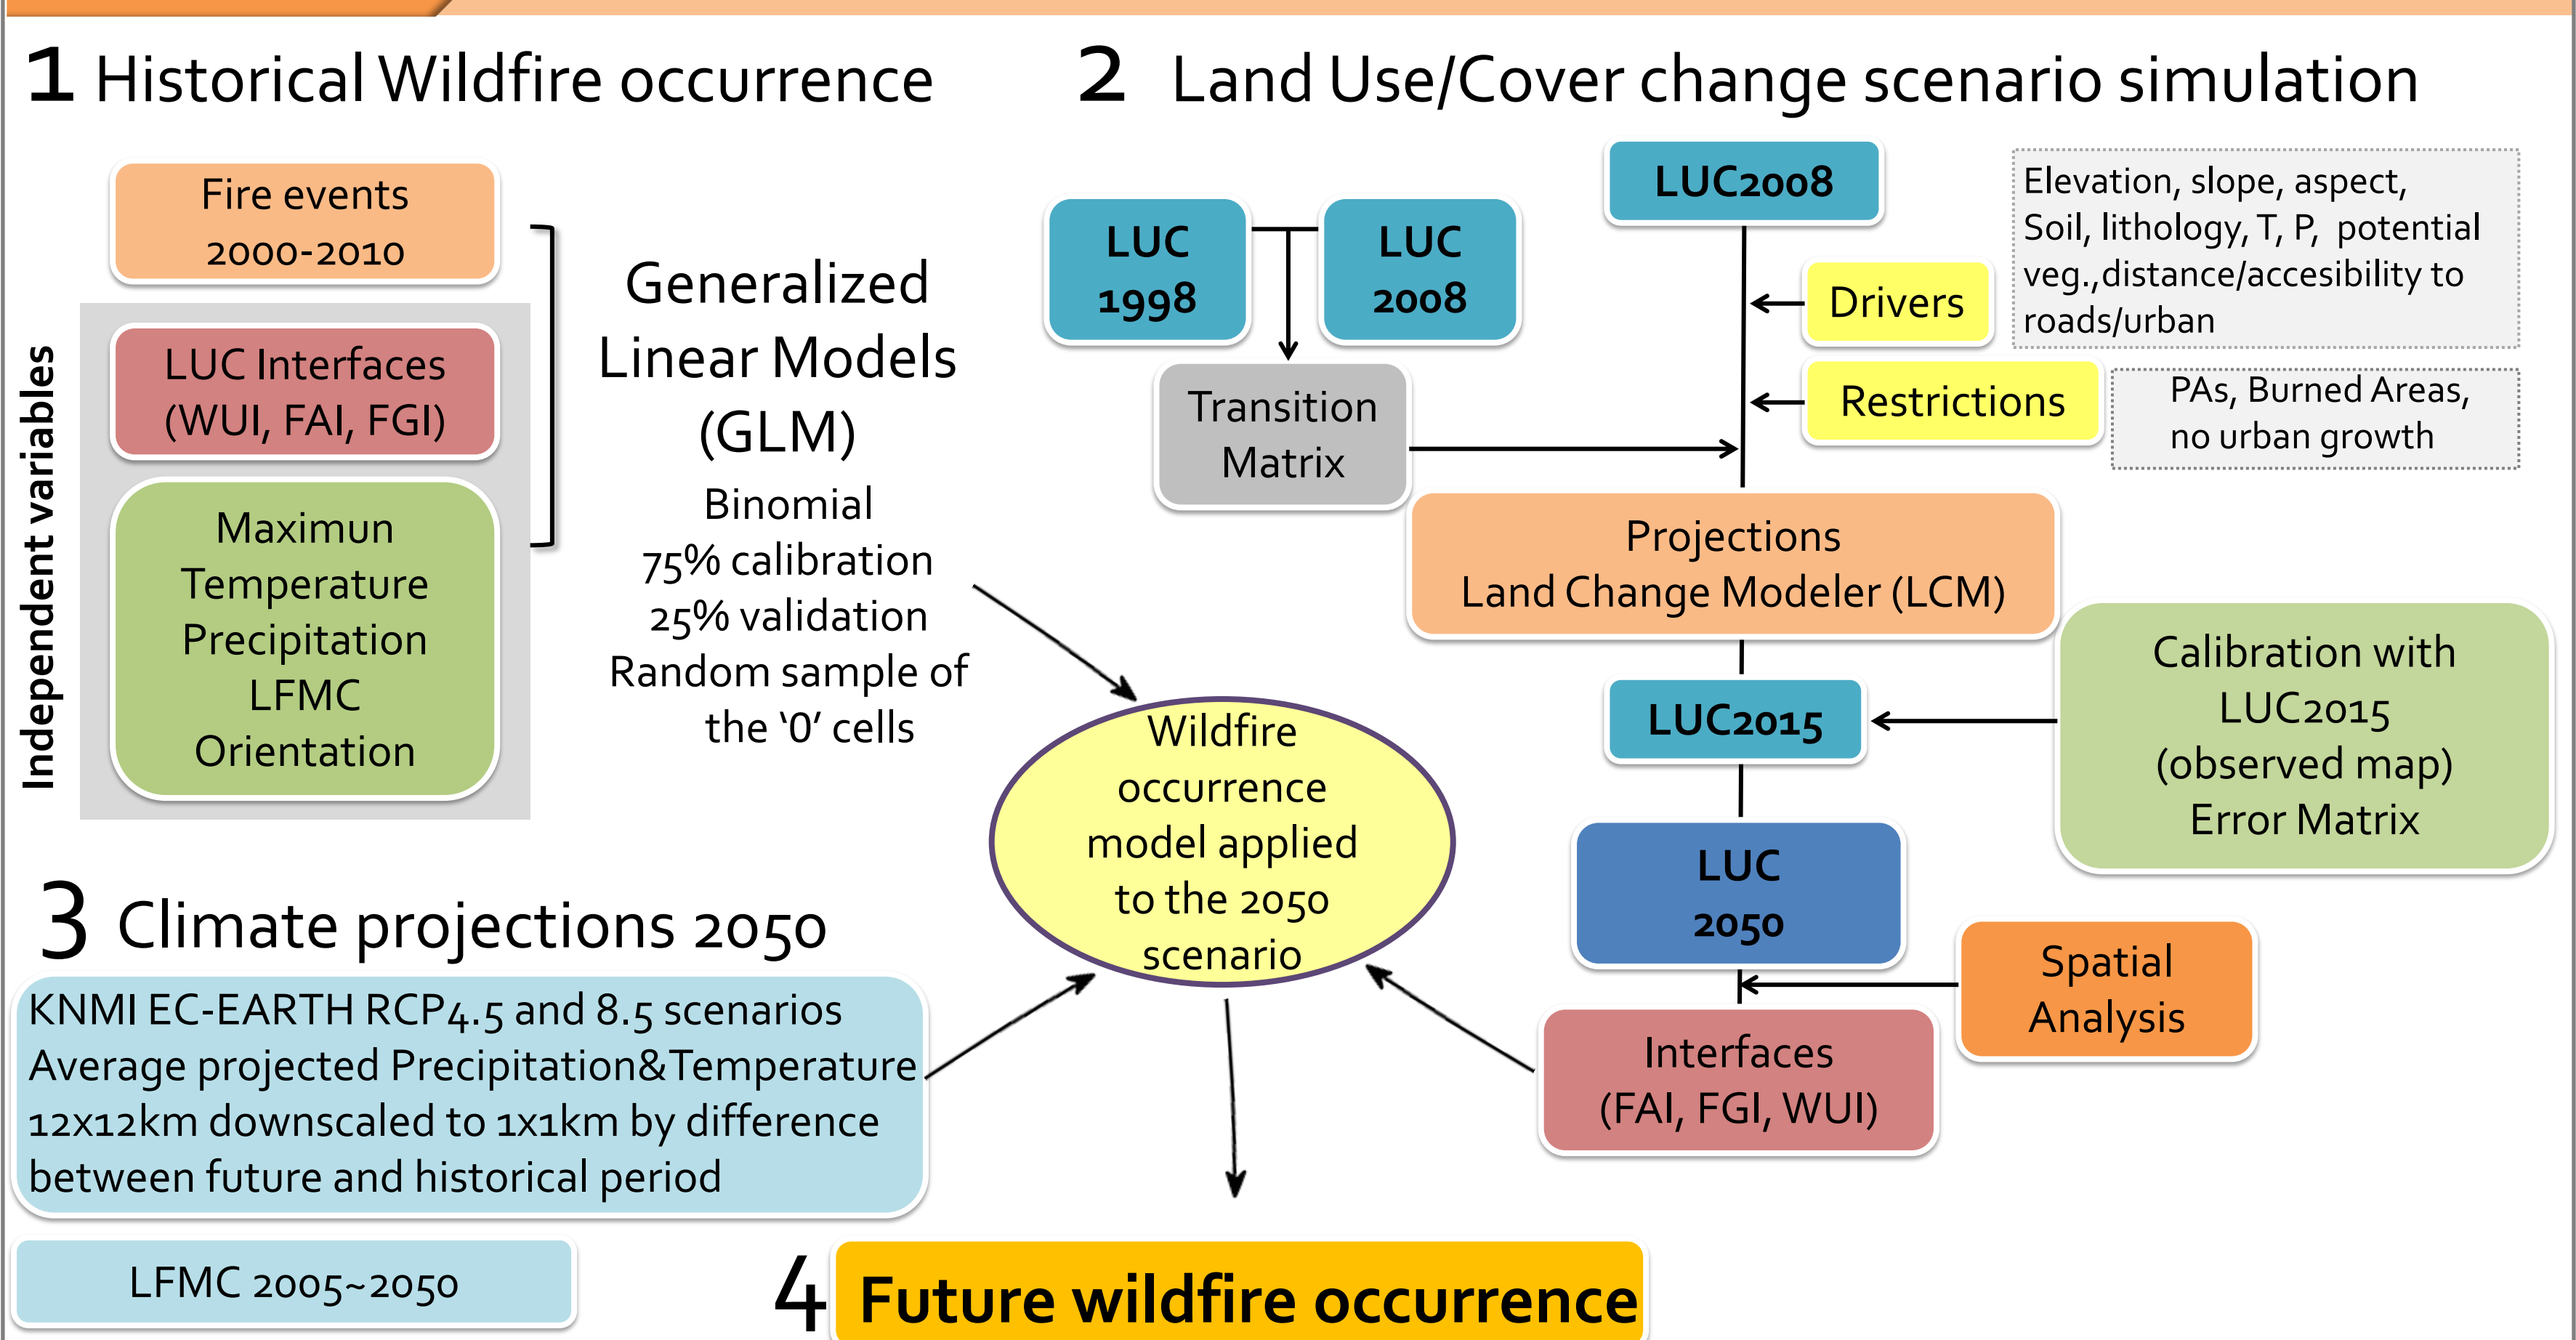 1 Historical Wildfire occurrence
Fire events
2000-2010
Independent variables
LUC Interfaces
(WUI, FAI, FGI)
Maximun
Temperature
Precipitation
LFMC
Orientation
Generalized
Linear Models
(GLM)
Binomial
75% calibration
25% validation
Random sample of
the ‘0’ cells
2 Land Use/Cover change scenario simulation
LUC
1998
LUC
2008
Transition
Matrix
LUC2008
Drivers
Elevation, slope, aspect,
Soil, lithology, T, P, potential
veg.,distance/accesibility to
roads/urban
Restrictions
PAs, Burned Areas,
no urban growth
Projections
Land Change Modeler (LCM)
LUC2015
Calibration with
LUC2015
(observed map)
Error Matrix
LUC
2050
Spatial
Analysis
Interfaces
(FAI, FGI, WUI)
Wildfire
occurrence
model applied
to the 2050
scenario
3 Climate projections 2050
KNMI EC-EARTH RCP4.5 and 8.5 scenarios
Average projected Precipitation&Temperature
12x12km downscaled to 1x1km by difference
between future and historical period
LFMC 2005~2050
4 Future wildfire occurrence